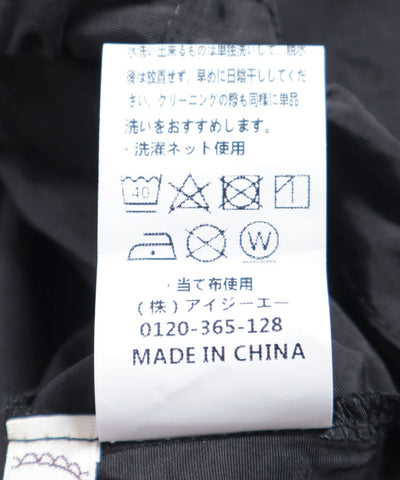 水洗い出来るものは単独洗いして、脱水
後は放置せず、早めに日陰干ししてくだ
さい。クリーニングの際も同様に単品
洗いをおすすめします。
・洗濯ネット使用
40
W
・当て布使用
(株)アイジーエー
0120-365-128
MADE IN CHINA